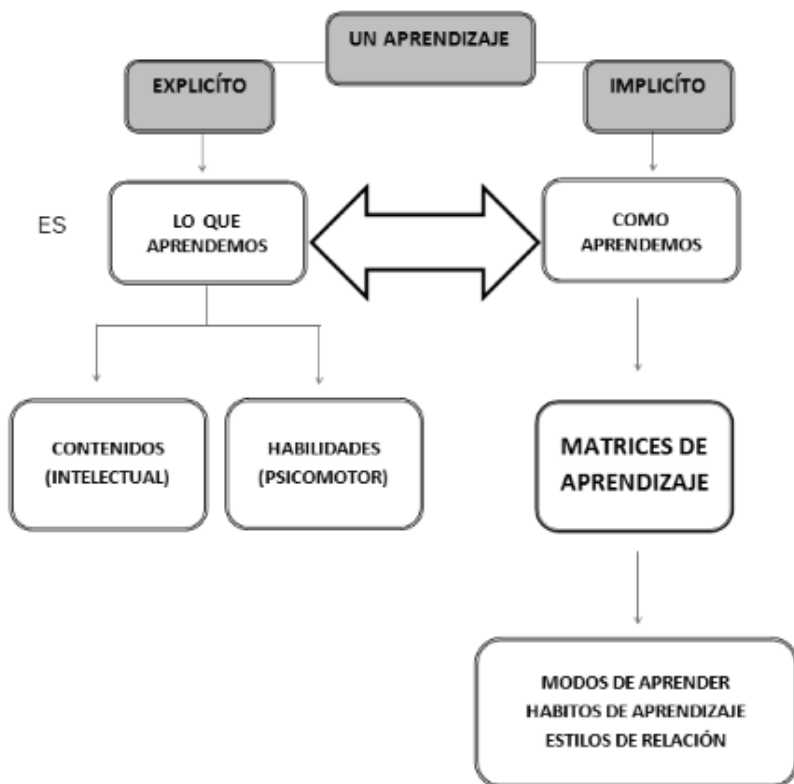 UN APRENDIZAJE
EXPLICÍTO
IMPLICÍTO
ES
LO QUE
APRENDEMOS
COMO
APRENDEMOS
CONTENIDOS
(INTELECTUAL)
HABILIDADES
(PSICOMOTOR)
MATRICES DE
APRENDIZAJE
MODOS DE APRENDER
HABITOS DE APRENDIZAJE
ESTILOS DE RELACIÓN